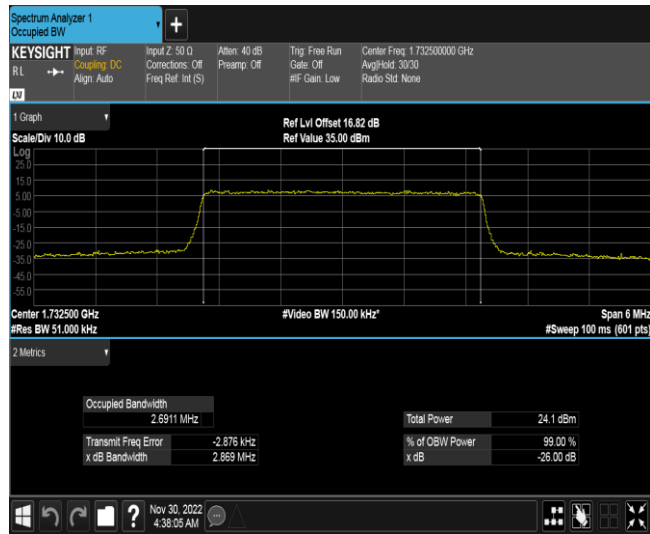 Spectrum Analyzer 1
Occupied BW
+
KEYSIGHT Input: RF Input Z: 50 Ω Atten: 40 dB Trig: Free Run Center Freq: 1.732500000 GHz
RL Coupling: DC Corrections: Off Preamp: Off Gate: Off Avg|Hold: 30/30
Align: Auto Freq Ref: Int (S) #IF Gain: Low Radio Std: None
LXI
1 Graph
Ref Lvl Offset 16.82 dB
Scale/Div 10.0 dB Ref Value 35.00 dBm
Log
25.0
15.0
5.00
-5.00
-15.0
-25.0
-35.0
-45.0
-55.0
Center 1.732500 GHz #Video BW 150.00 kHz* Span 6 MHz
#Res BW 51.000 kHz #Sweep 100 ms (601 pts)
2 Metrics
Occupied Bandwidth
2.6911 MHz Total Power 24.1 dBm
Transmit Freq Error -2.876 kHz % of OBW Power 99.00 %
x dB Bandwidth 2.869 MHz x dB -26.00 dB
? Nov 30, 2022
4:38:05 AM